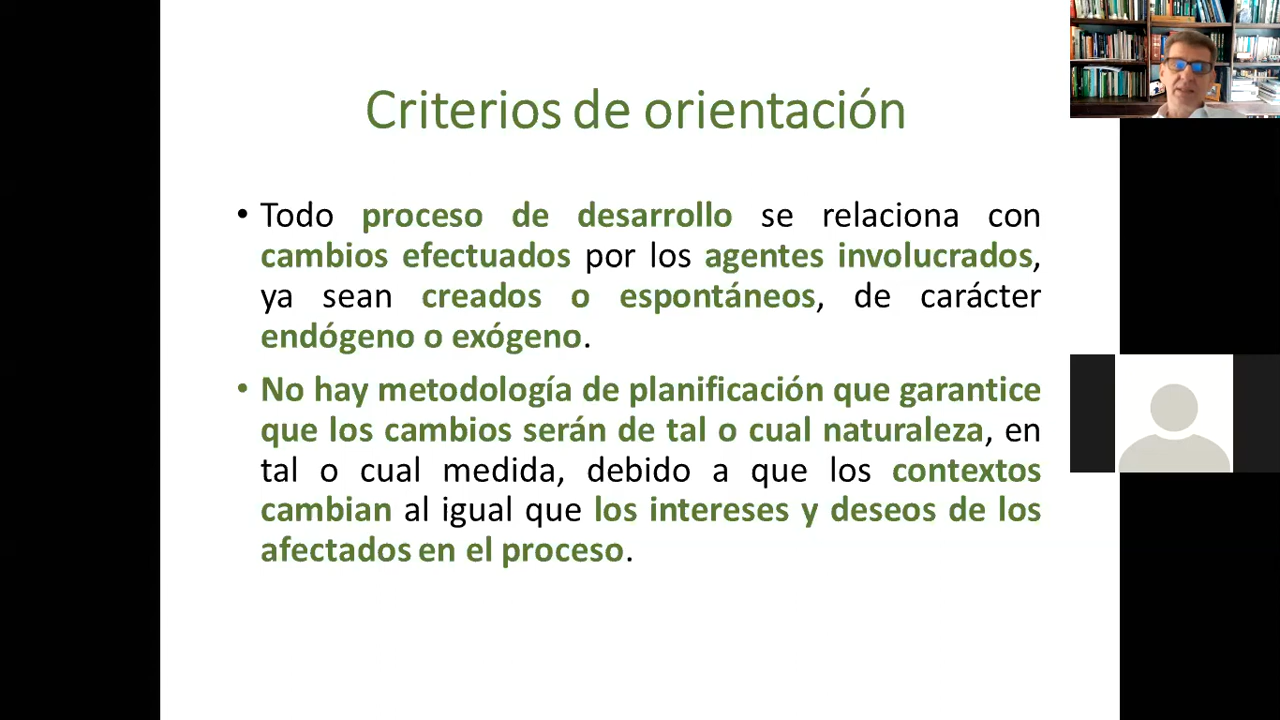 Criterios de orientación
• Todo proceso de desarrollo se relaciona con
cambios efectuados por los agentes involucrados,
ya sean creados o espontáneos, de carácter
endógeno o exógeno.
• No hay metodología de planificación que garantice
que los cambios serán de tal o cual naturaleza, en
tal o cual medida, debido a que los contextos
cambian al igual que los intereses y deseos de los
afectados en el proceso.